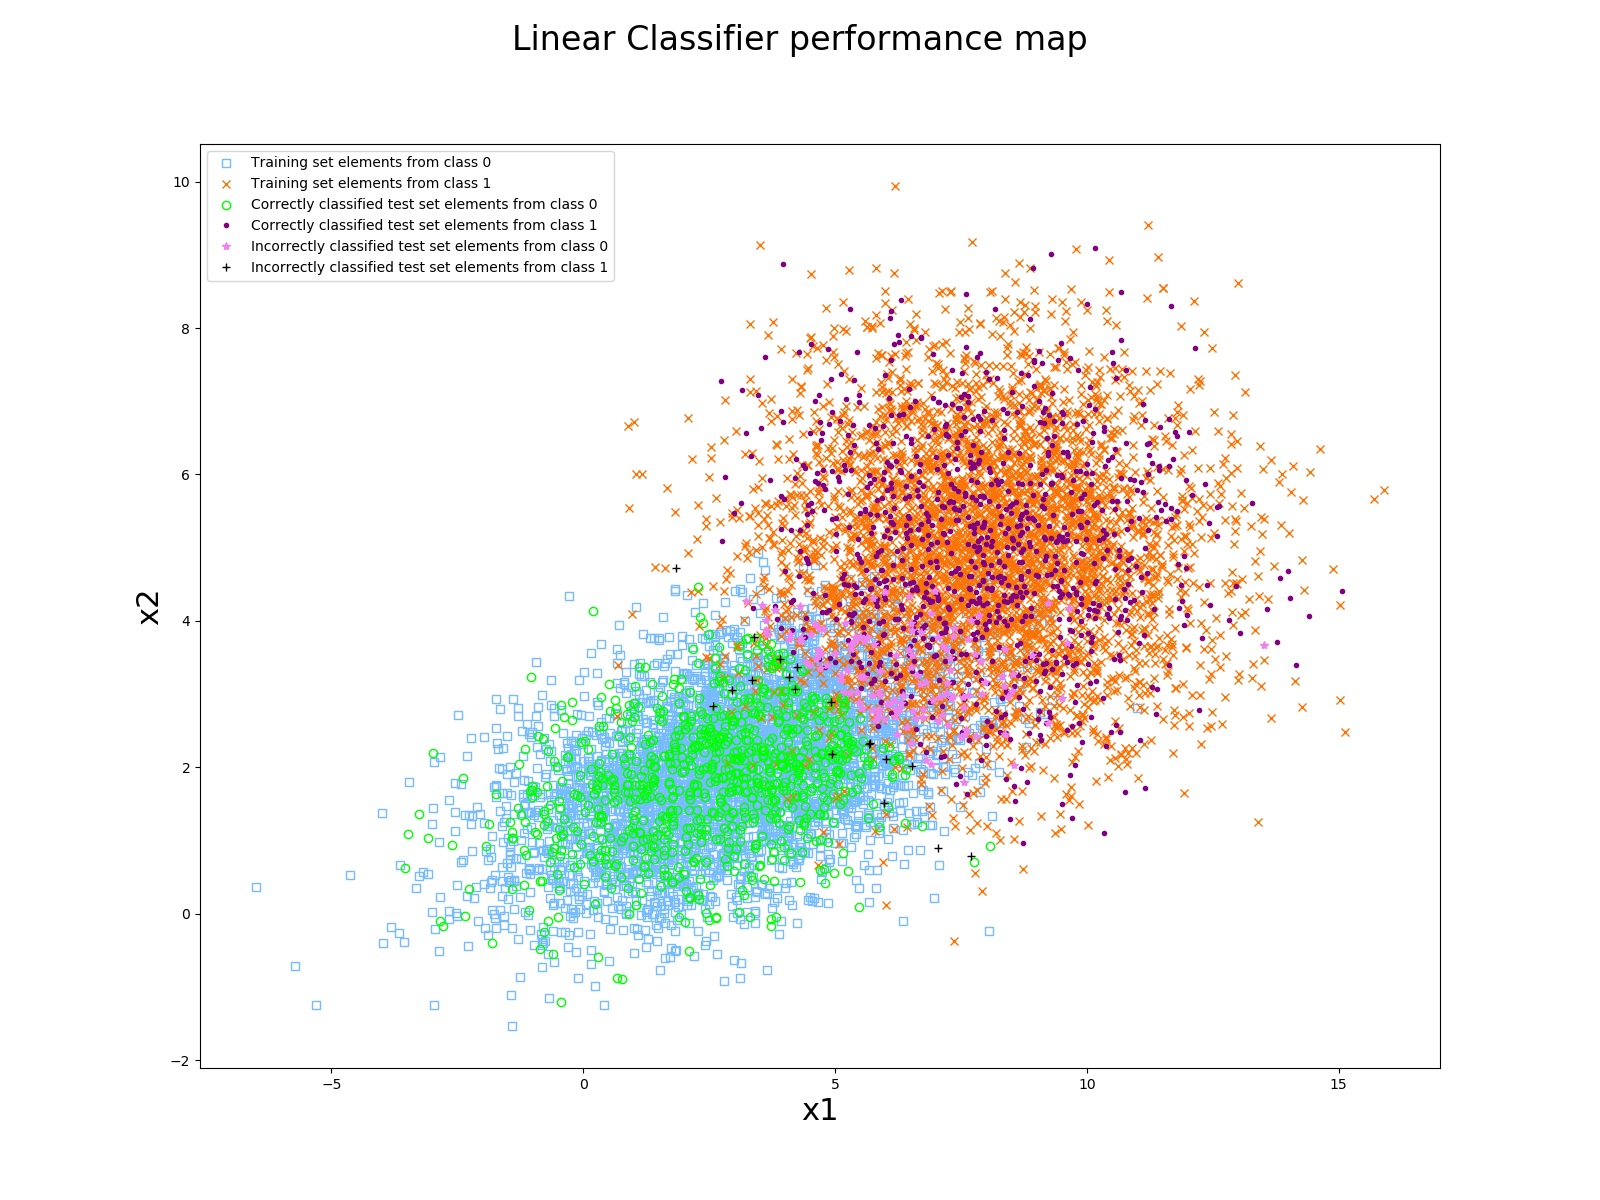 Linear Classifier performance map
Training set elements from class 0
Training set elements from class 1
Correctly classified test set elements from class 0
Correctly classified test set elements from class 1
Incorrectly classified test set elements from class 0
Incorrectly classified test set elements from class 1
10
8
6
4
2
0
−2
x2
−5
0
5
10
15
x1